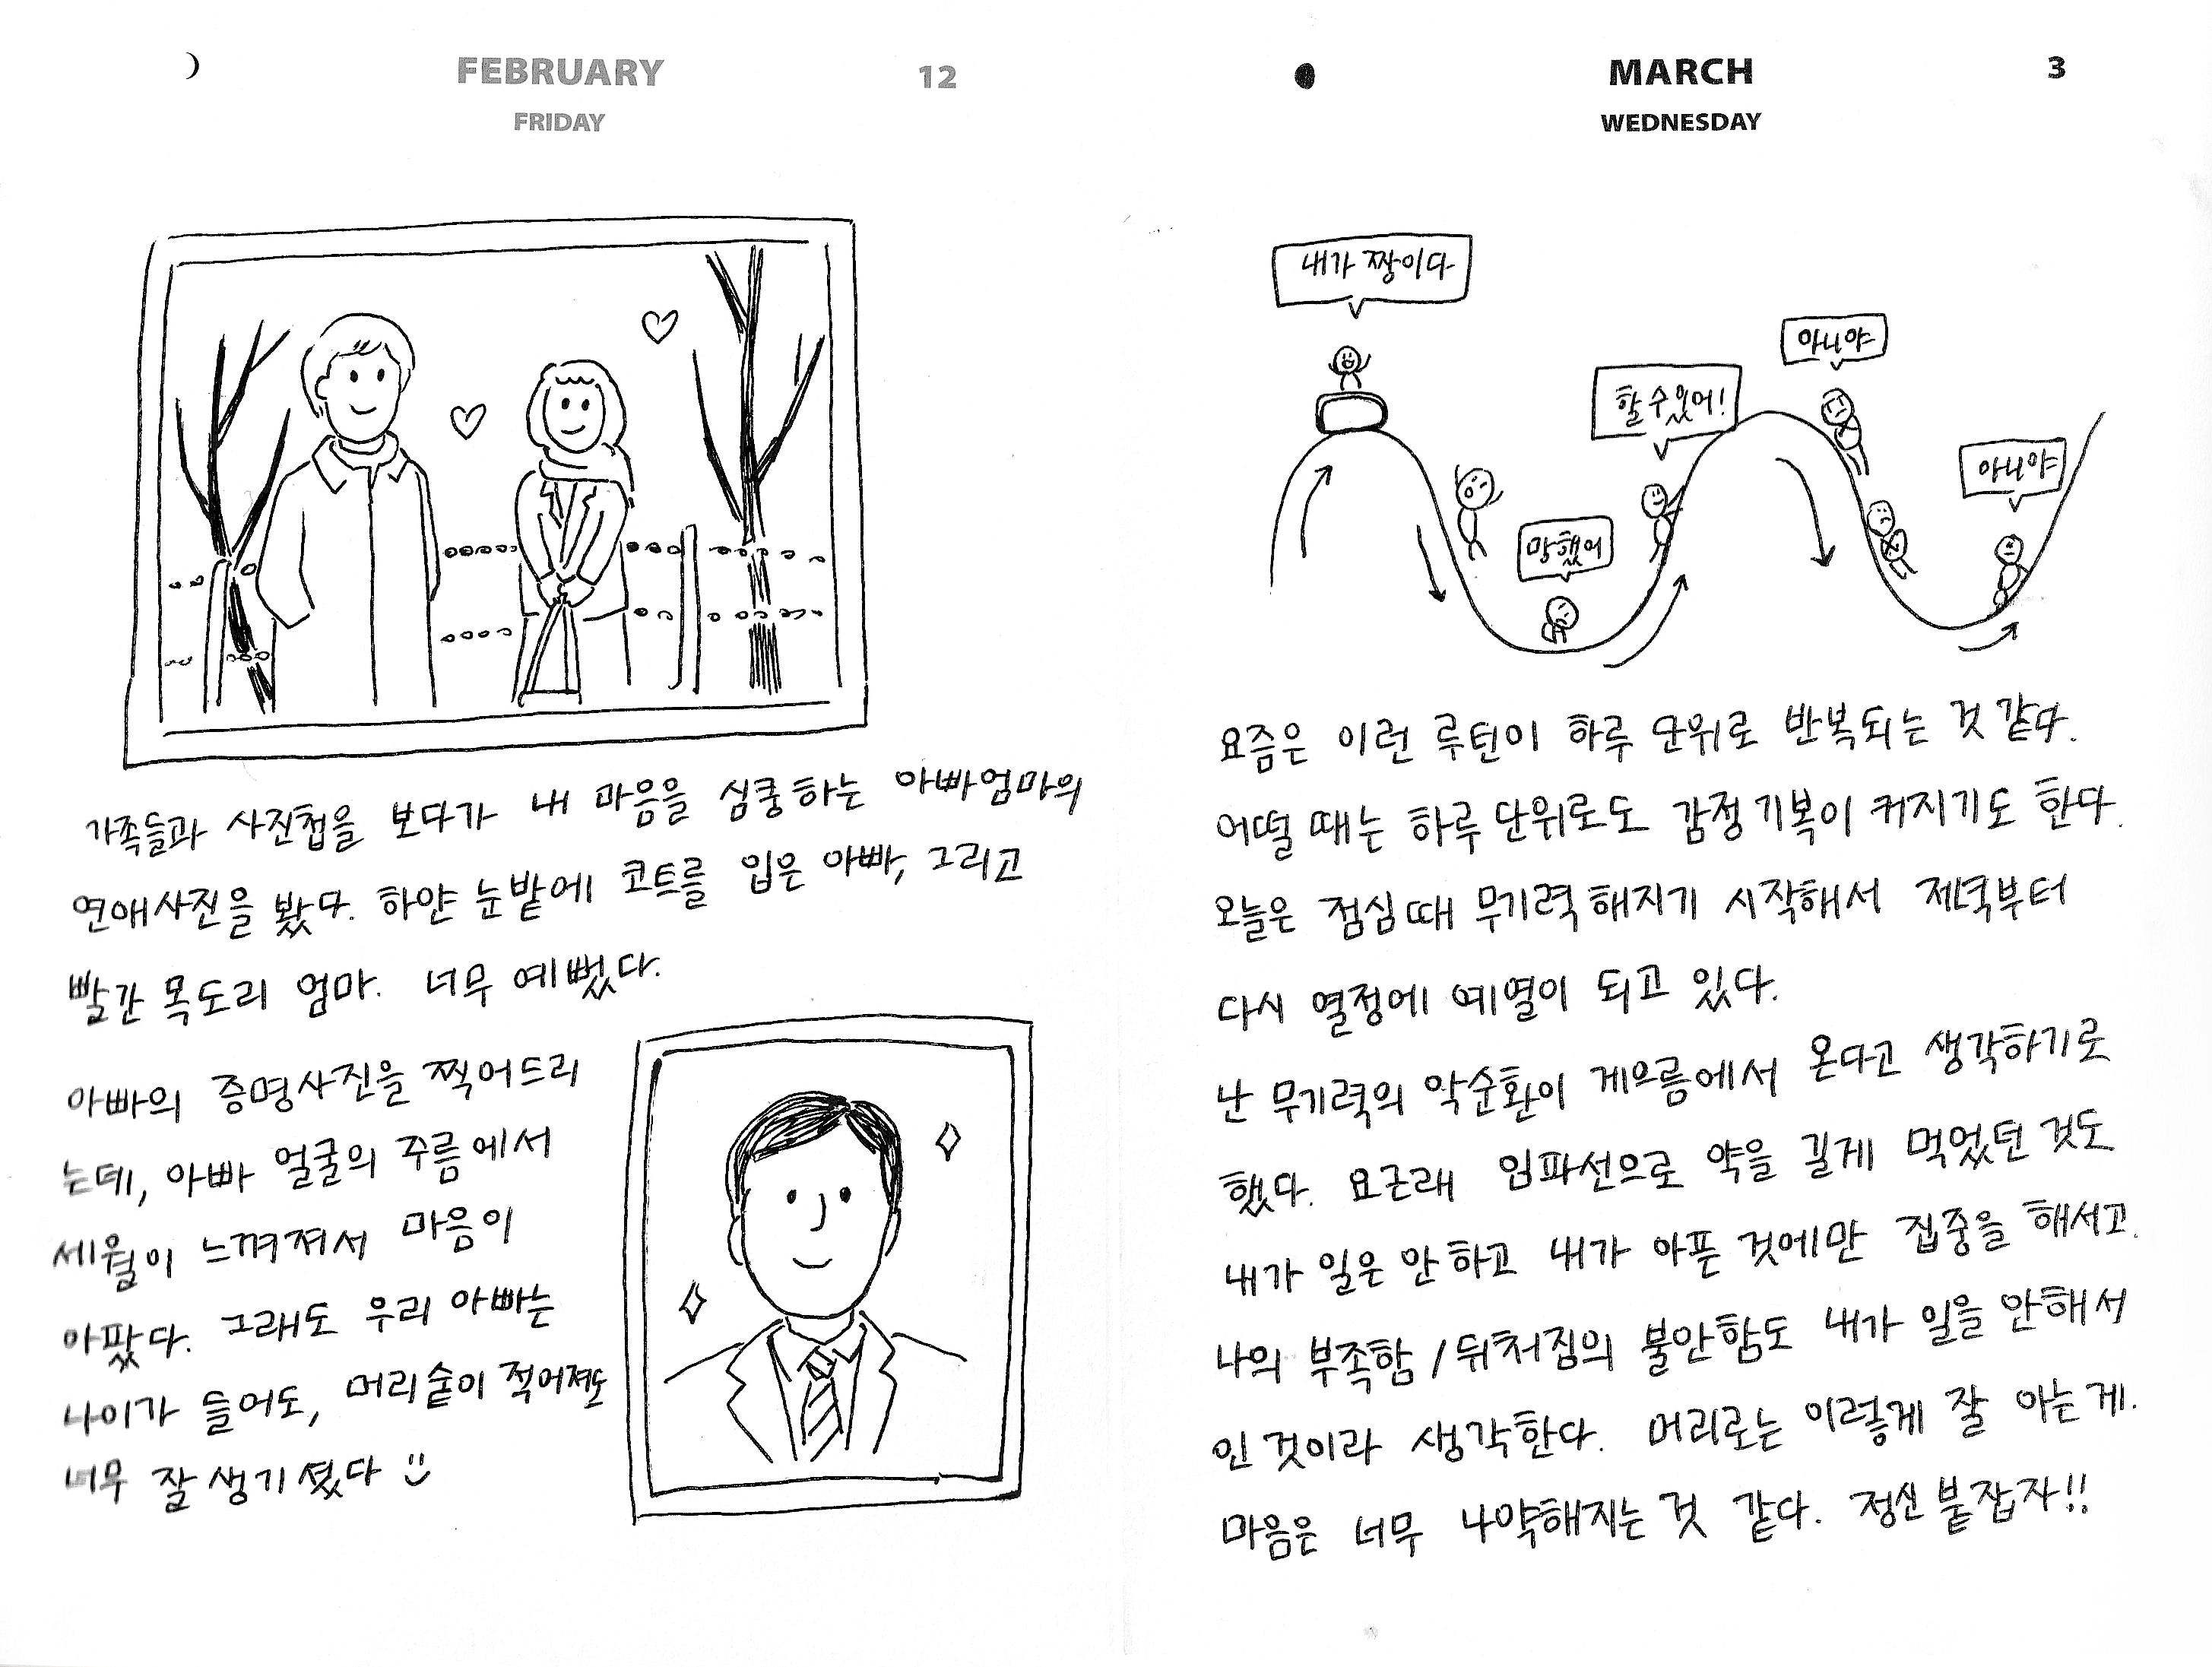 FEBRUARY 12
FRIDAY
가족들과 사진첩을 보다가 내 마음을 심쿵하는 아빠엄마의
연애사진을 봤다. 하얀 눈밭에 코트를 입은 아빠, 그리고
빨간 목도리 엄마. 너무 예뻤다.
아빠의 증명사진을 찍어드리
는데, 아빠 얼굴의 주름에서
세월이 느껴져서 마음이
아팠다. 그래도 우리 아빠는
나이가 들어도, 머리숱이 적어져도
너무 잘생기셨다
MARCH 3
WEDNESDAY
내가 짱이다
망했어
할 수 있어!
아니야
아니야
요즘은 이런 루턴이 하루 단위로 반복되는 것 같다.
어떨 때는 하루 단위로도 감정기복이 커지기도 한다.
오늘은 점심때 무기력해지기 시작해서 저녁부터
다시 열정에 예열이 되고 있다.
난 무기력의 악순환이 게으름에서 온다고 생각하기로
했다. 요근래 임파선으로 약을 길게 먹었던 것도
내가 일은 안하고 내가 아픈 것에만 집중을 해서고.
나의 부족함/뒤처짐의 불안함도 내가 일을 안해서
인 것이라 생각한다. 머리로는 이렇게 잘 아는게.
마음은 너무 나약해지는 것 같다. 정신 붙잡자!!